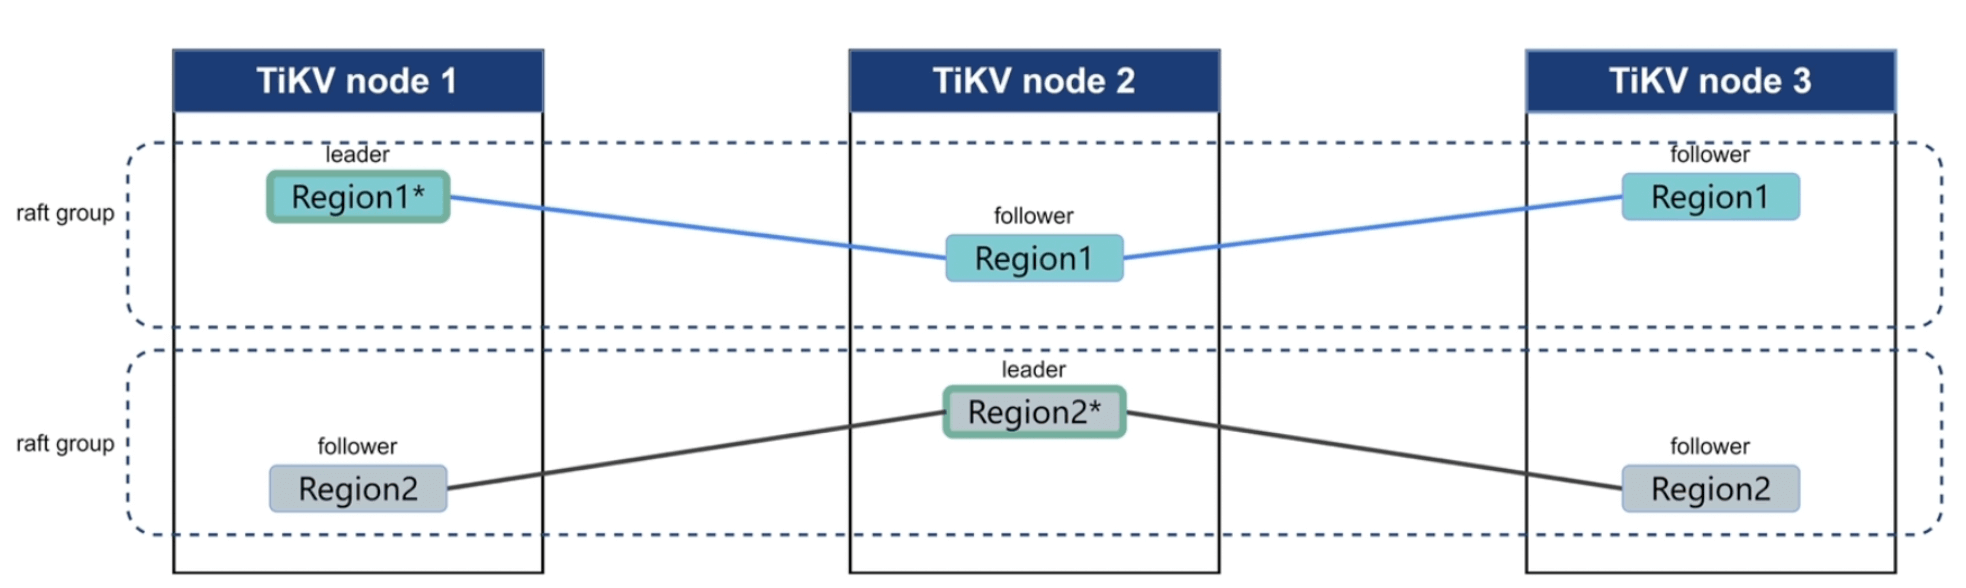 TiKV node 1
TiKV node 2
TiKV node 3
raft group
leader
Region1*
follower
Region1
follower
Region1
raft group
follower
Region2
leader
Region2*
follower
Region2